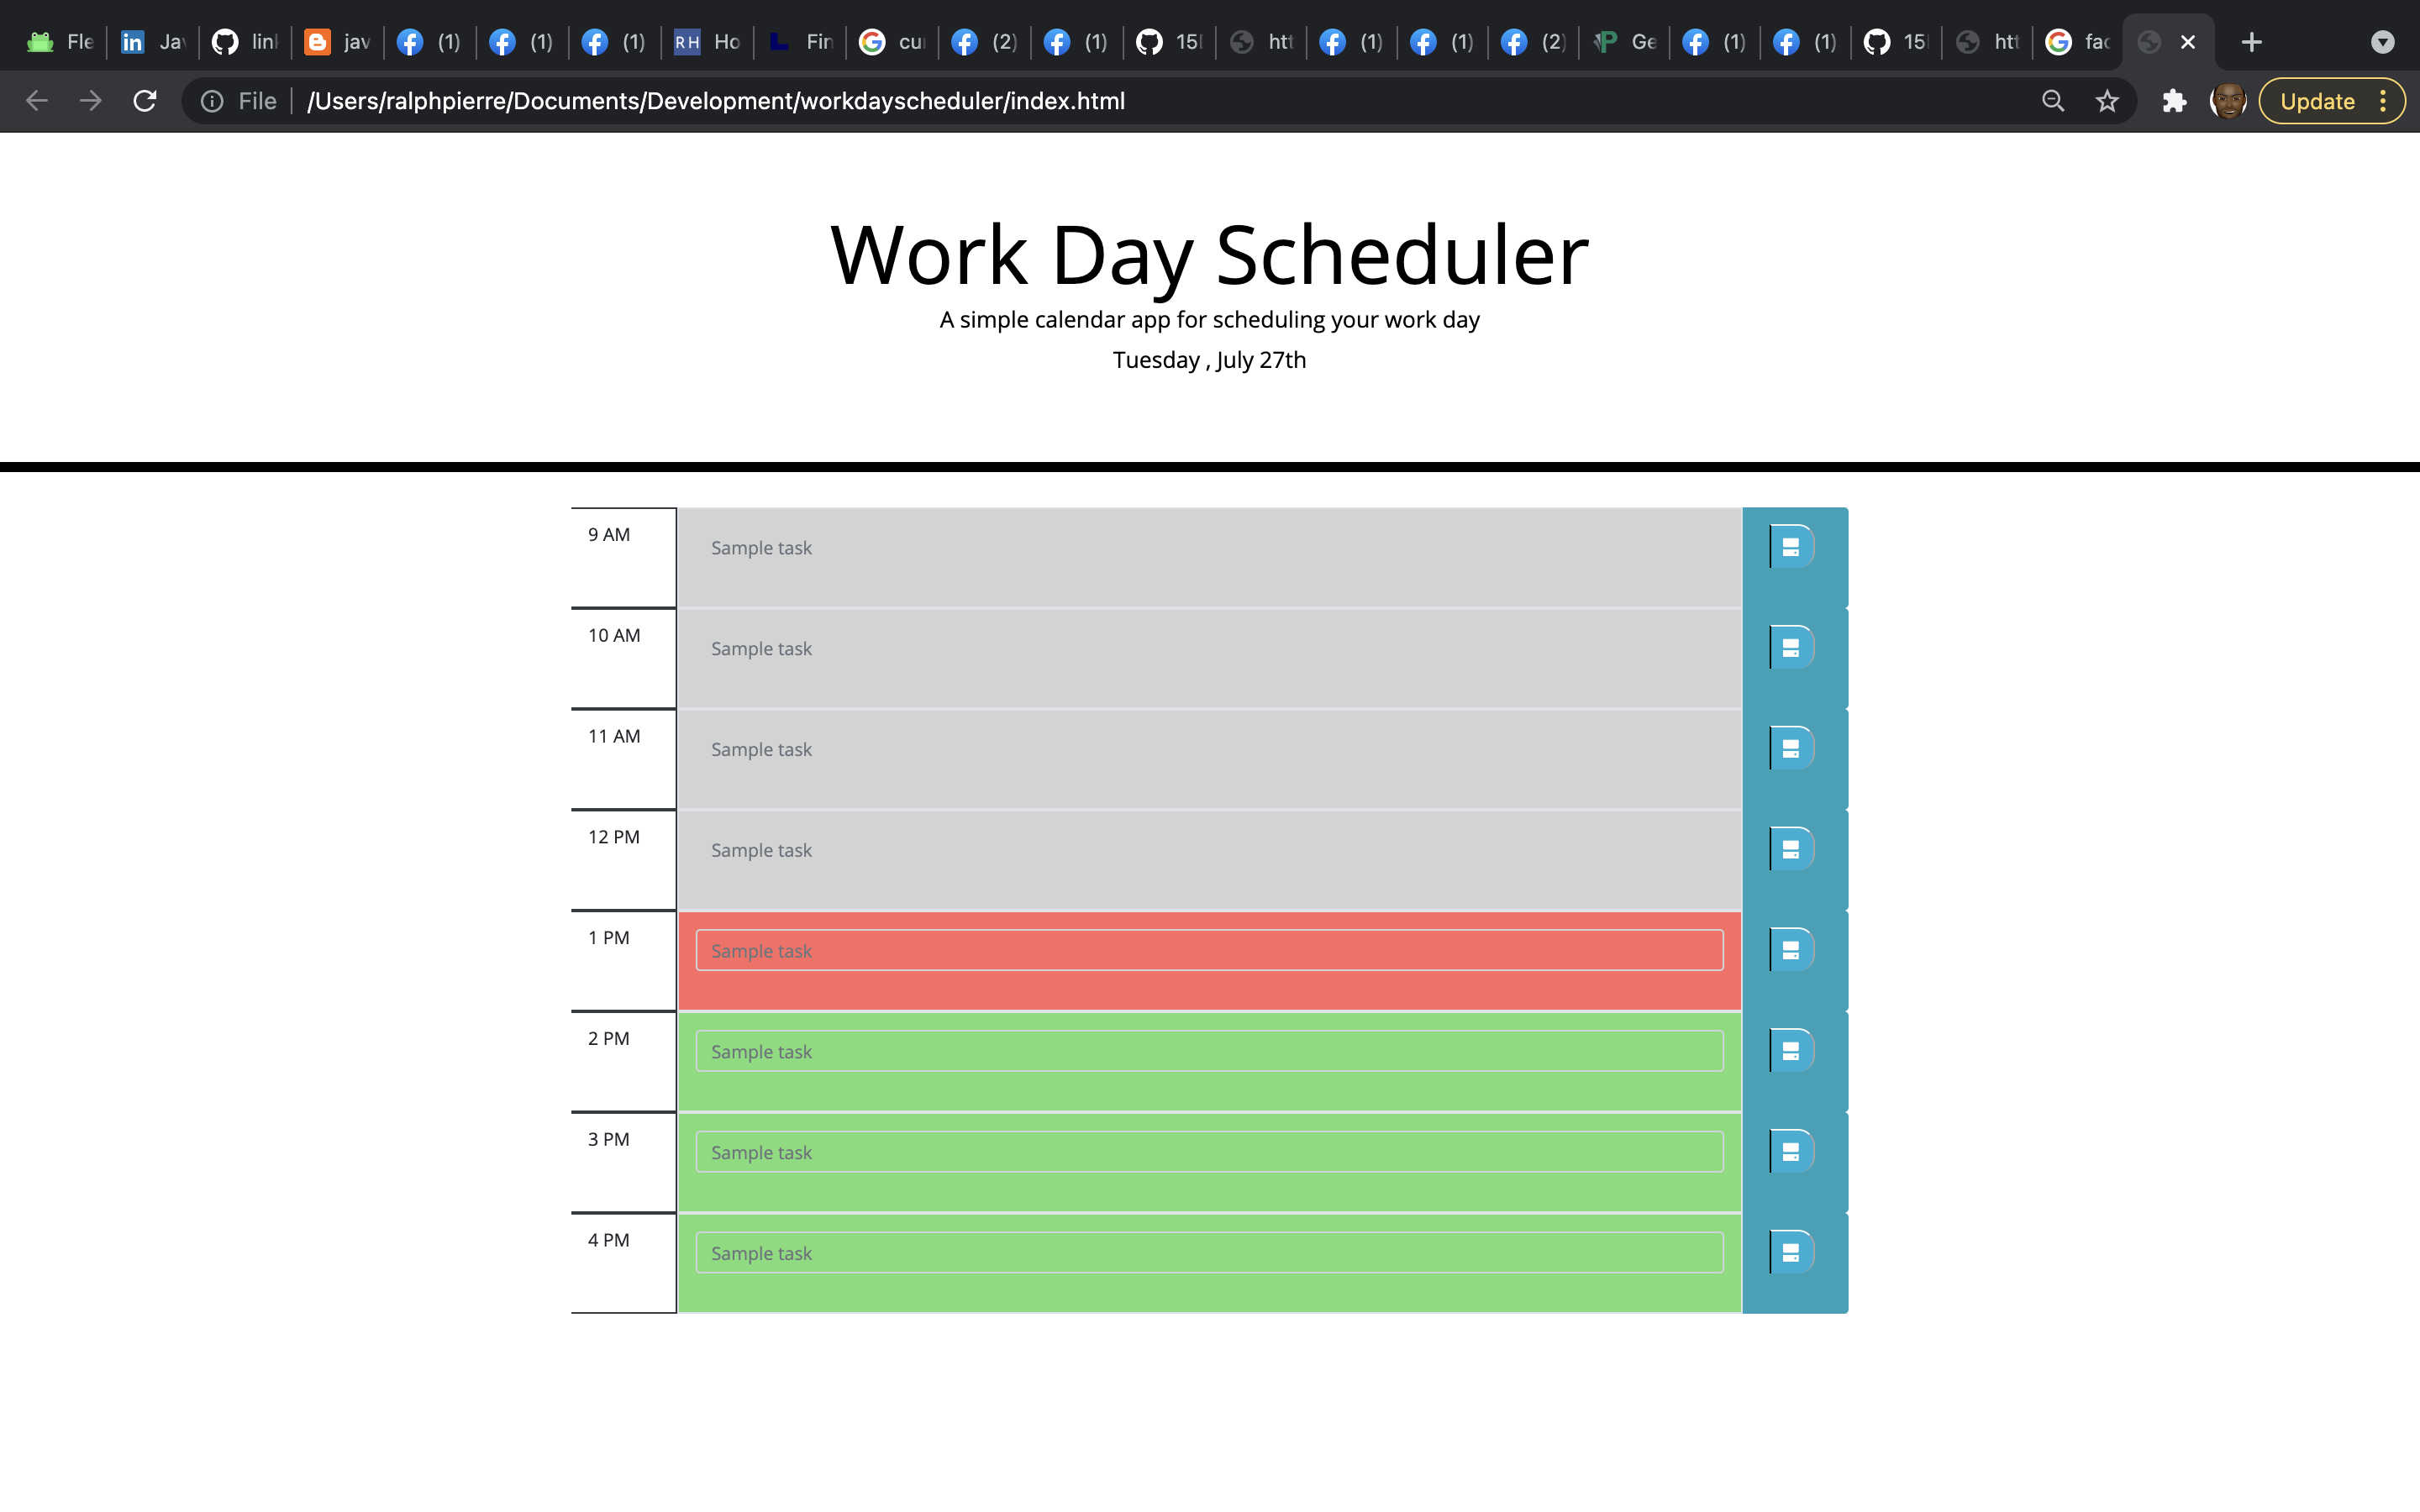 Fle Ja lin jav (1) (1) (1) RH Ho L Fin cu (2) (1) 15 htt (1) (1) (2) Ge (1) (1) 15 htt fac
File /Users/ralphpierre/Documents/Development/workdayscheduler/index.html Update
Work Day Scheduler
A simple calendar app for scheduling your work day
Tuesday , July 27th
9 AM Sample task
10 AM Sample task
11 AM Sample task
12 PM Sample task
1 PM Sample task
2 PM Sample task
3 PM Sample task
4 PM Sample task